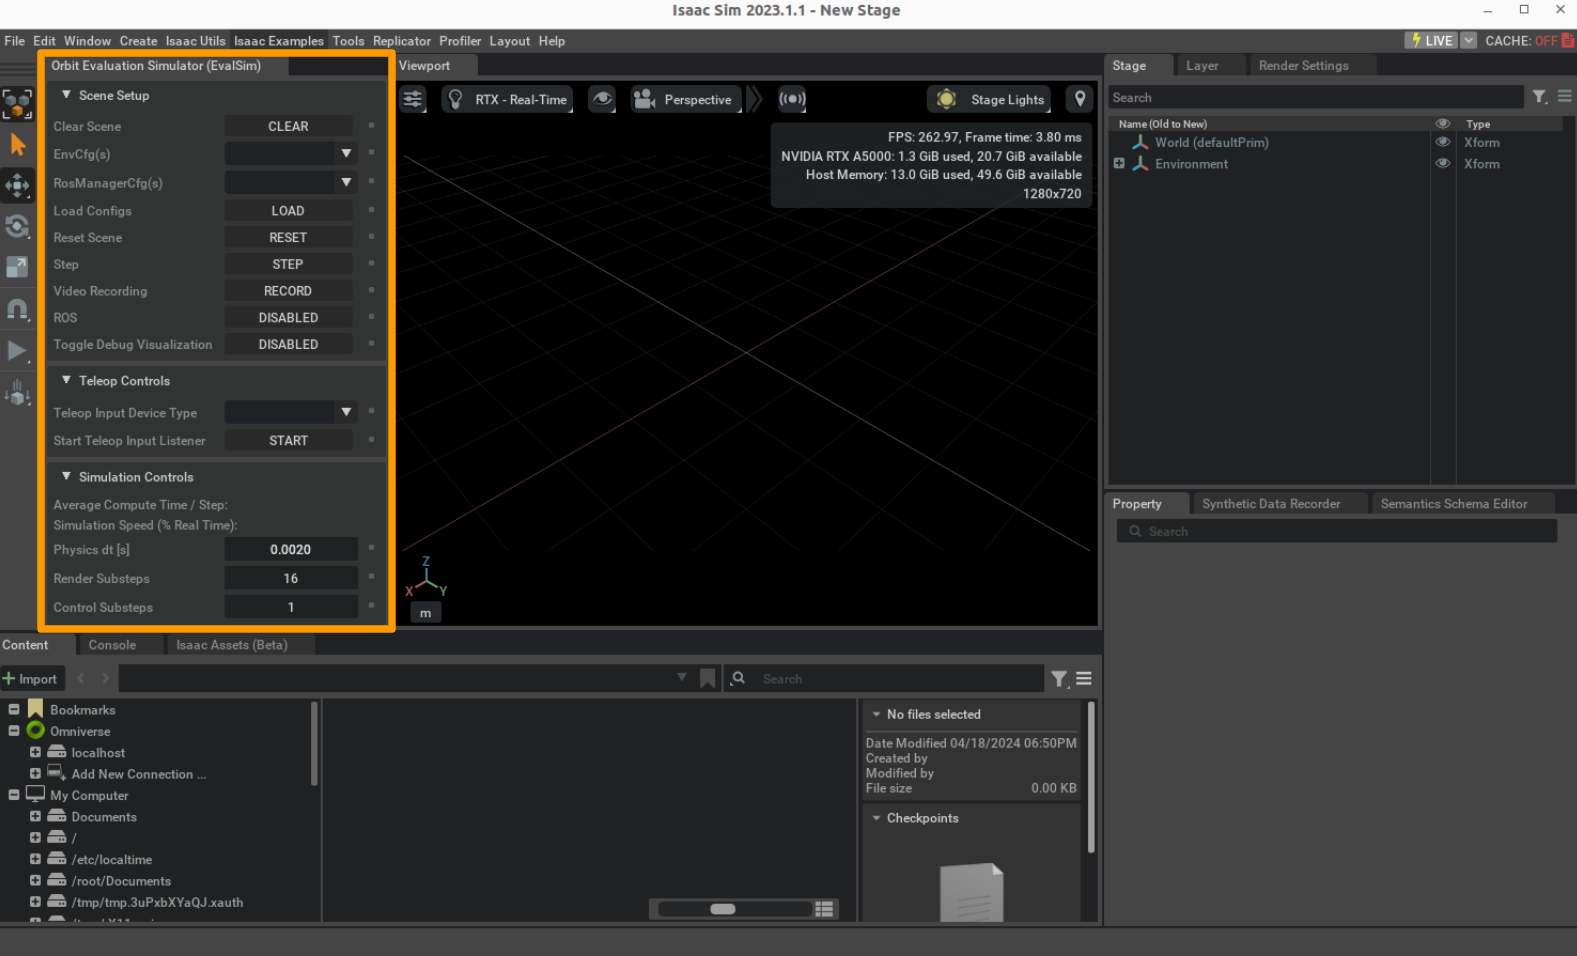 Isaac Sim 2023.1.1 - New Stage
File Edit Window Create Isaac Utils Isaac Examples Tools Replicator Profiler Layout Help
LIVE CACHE: OFF
Orbit Evaluation Simulator (EvalSim)
Scene Setup
Clear Scene CLEAR
EnvCfg(s)
RosManagerCfg(s)
Load Configs LOAD
Reset Scene RESET
Step STEP
Video Recording RECORD
ROS DISABLED
Toggle Debug Visualization DISABLED
Teleop Controls
Teleop Input Device Type
Start Teleop Input Listener START
Simulation Controls
Average Compute Time / Step:
Simulation Speed (% Real Time):
Physics dt [s] 0.0020
Render Substeps 16
Control Substeps 1
Viewport
RTX - Real-Time Perspective Stage Lights
FPS: 262.97, Frame time: 3.80 ms
NVIDIA RTX A5000: 1.3 GiB used, 20.7 GiB available
Host Memory: 13.0 GiB used, 49.6 GiB available
1280x720
Z
X Y
m
Stage Layer Render Settings
Search
Name (Old to New) Type
World (defaultPrim) Xform
Environment Xform
Property Synthetic Data Recorder Semantics Schema Editor
Search
Content Console Isaac Assets (Beta)
Import Search
Bookmarks
Omniverse
localhost
Add New Connection ...
My Computer
Documents
/
/etc/localtime
/root/Documents
/tmp/tmp.3uPxbXYaQJ.xauth
No files selected
Date Modified 04/18/2024 06:50PM
Created by
Modified by
File size 0.00 KB
Checkpoints